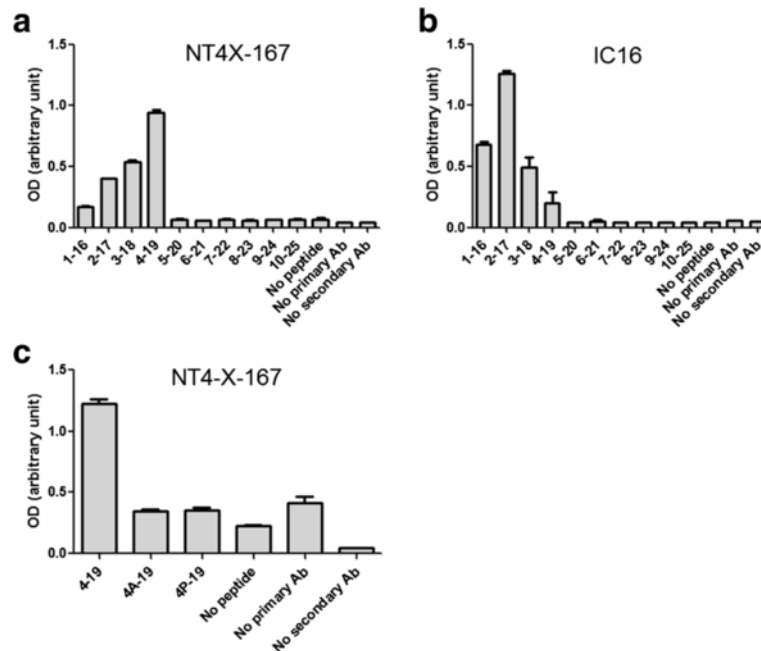 a
NT4X-167
OD (arbitrary unit)
1.5
1.0
0.5
0.0
1-16
2-17
3-18
4-19
5-20
6-21
7-22
8-23
9-24
10-25
No peptide
No primary Ab
No secondary Ab
b
IC16
OD (arbitrary unit)
1.5
1.0
0.5
0.0
1-16
2-17
3-18
4-19
5-20
6-21
7-22
8-23
9-24
10-25
No peptide
No primary Ab
No secondary Ab
c
NT4-X-167
OD (arbitrary unit)
1.5
1.0
0.5
0.0
4-19
4A-19
4P-19
No peptide
No primary Ab
No secondary Ab